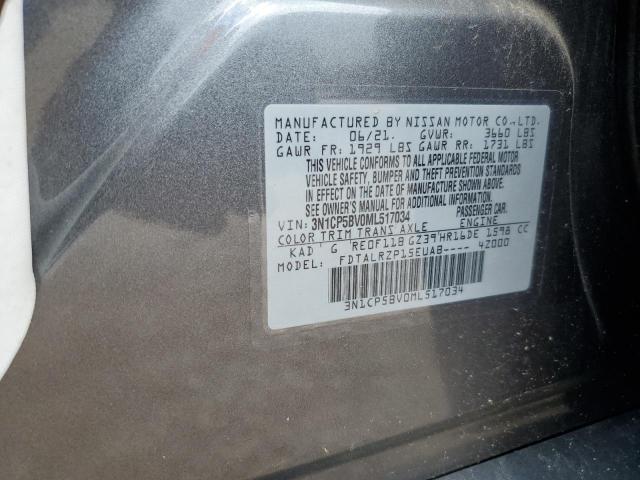 MANUFACTURED BY NISSAN MOTOR CO.,LTD.
DATE: 06/21. GVWR: 3660 LBS
GAWR FR: 1929 LBS GAWR RR: 1731 LBS
THIS VEHICLE CONFORMS TO ALL APPLICABLE FEDERAL MOTOR
VEHICLE SAFETY, BUMPER AND THEFT PREVENTION STANDARDS
IN EFFECT ON THE DATE OF MANUFACTURE SHOWN ABOVE.
SEE OWNER'S MANUAL FOR ADDITIONAL INFORMATION.
VIN: 3N1CP5BV0ML517034 PASSENGER CAR.
COLOR TRIM TRANS AXLE ENGINE
KAD G RE0F11B GZ39 HR16DE 1598 CC
MODEL: FDTALRZP15EUAB---- 4Z000
3N1CP5BV0ML517034